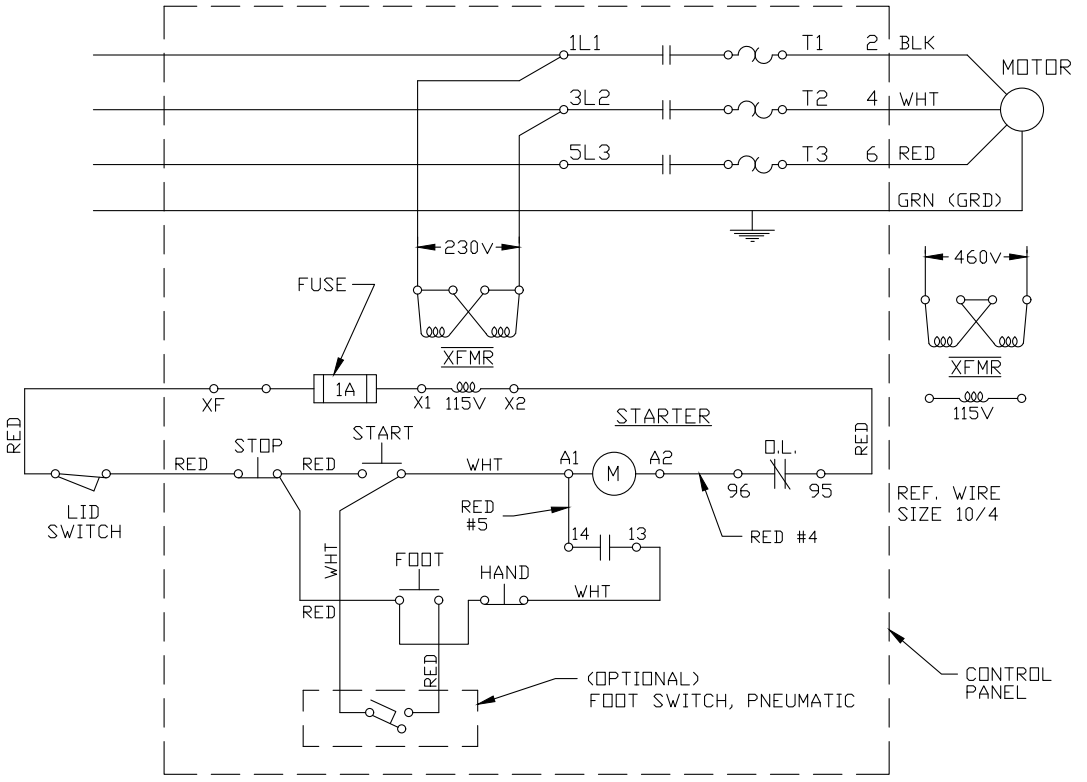 1L1
T1
2
BLK
MOTOR
3L2
T2
4
WHT
5L3
T3
6
RED
GRN (GRD)
230V
460V
FUSE
XFMR
XFMR
1A
XF
X1
115V
X2
115V
STARTER
RED
STOP
START
O.L.
RED
RED
RED
WHT
A1
M
A2
96
95
LID
SWITCH
RED
#5
REF. WIRE
SIZE 10/4
14
13
RED #4
WHT
FOOT
HAND
RED
WHT
RED
(OPTIONAL)
FOOT SWITCH, PNEUMATIC
CONTROL
PANEL